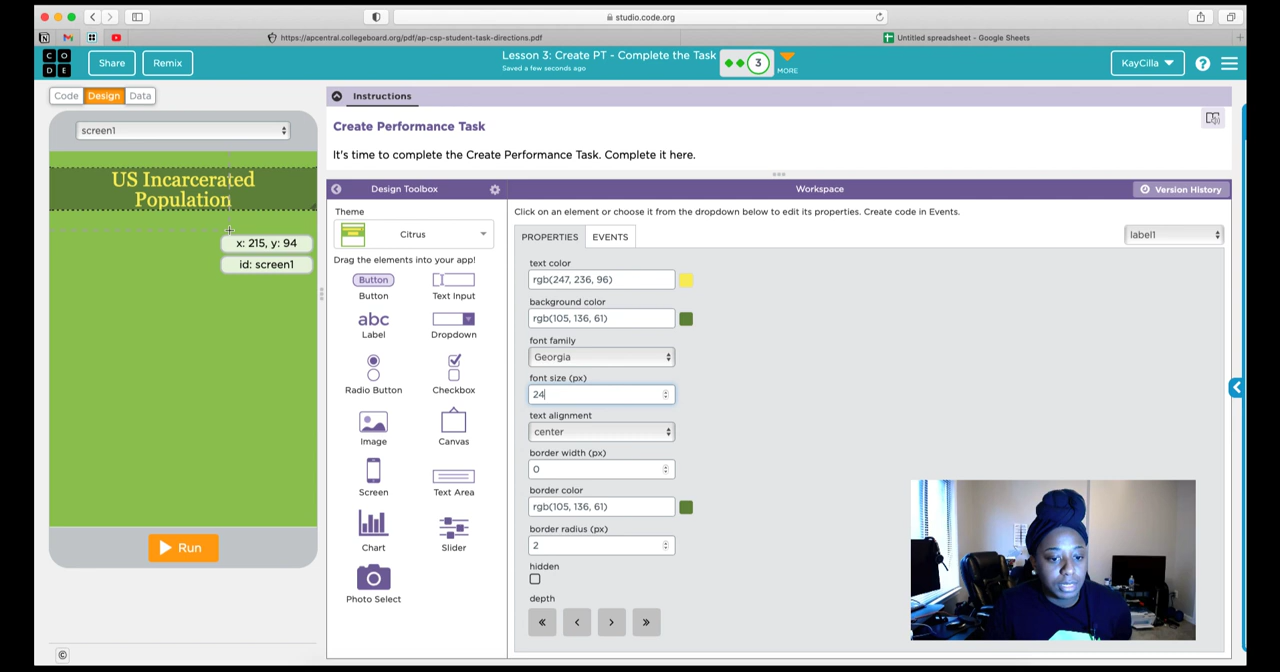 studio.code.org
https://apcentral.collegeboard.org/pdf/ap-csp-student-task-directions.pdf
Untitled spreadsheet - Google Sheets
C O
D E
Share
Remix
Lesson 3: Create PT - Complete the Task
Saved a few seconds ago
3
MORE
KayCilla
?
Code
Design
Data
Instructions
screen1
Create Performance Task
It's time to complete the Create Performance Task. Complete it here.
US Incarcerated
Population
x: 215, y: 94
id: screen1
Run
Design Toolbox
Workspace
Version History
Theme
Citrus
Drag the elements into your app!
Button
Button
Text Input
abc
Label
Dropdown
Radio Button
Checkbox
Image
Canvas
Screen
Text Area
Chart
Slider
Photo Select
Click on an element or choose it from the dropdown below to edit its properties. Create code in Events.
PROPERTIES
EVENTS
label1
text color
rgb(247, 236, 96)
background color
rgb(105, 136, 61)
font family
Georgia
font size (px)
24
text alignment
center
border width (px)
0
border color
rgb(105, 136, 61)
border radius (px)
2
hidden
depth
©